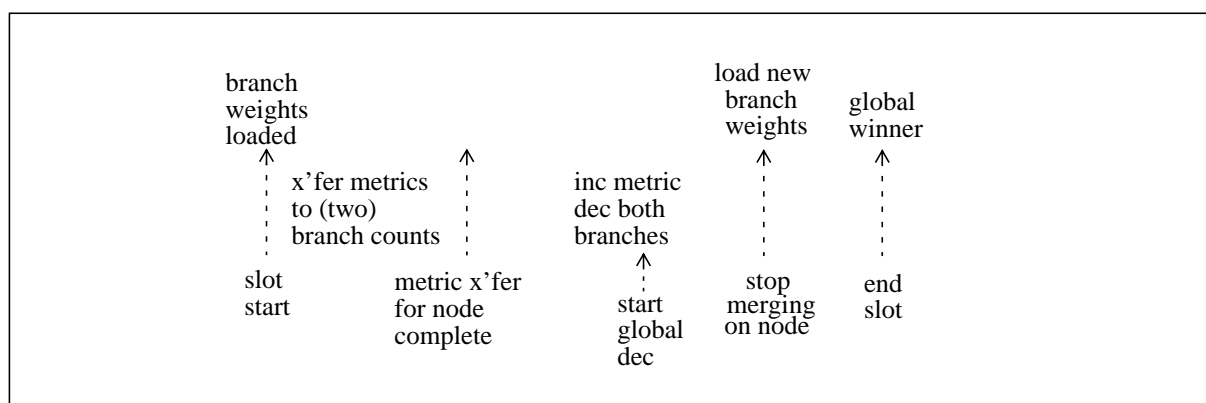 branch
weights
loaded
x'fer metrics
to (two)
branch counts
inc metric
dec both
branches
load new
branch
weights
global
winner
slot
start
metric x'fer
for node
complete
start
global
dec
stop
merging
on node
end
slot